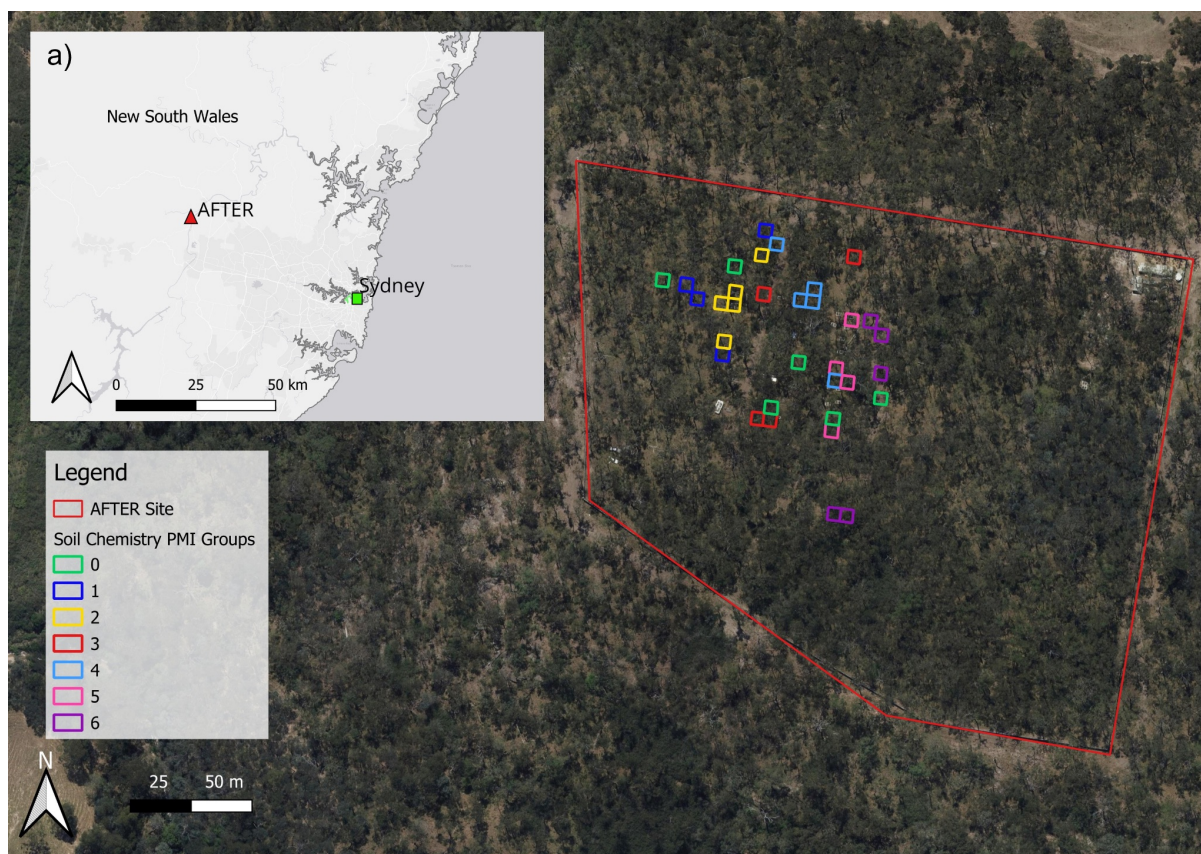 a)
New South Wales
AFTER
Sydney
0 25 50 km
Legend
AFTER Site
Soil Chemistry PMI Groups
0
1
2
3
4
5
6
N
25 50 m